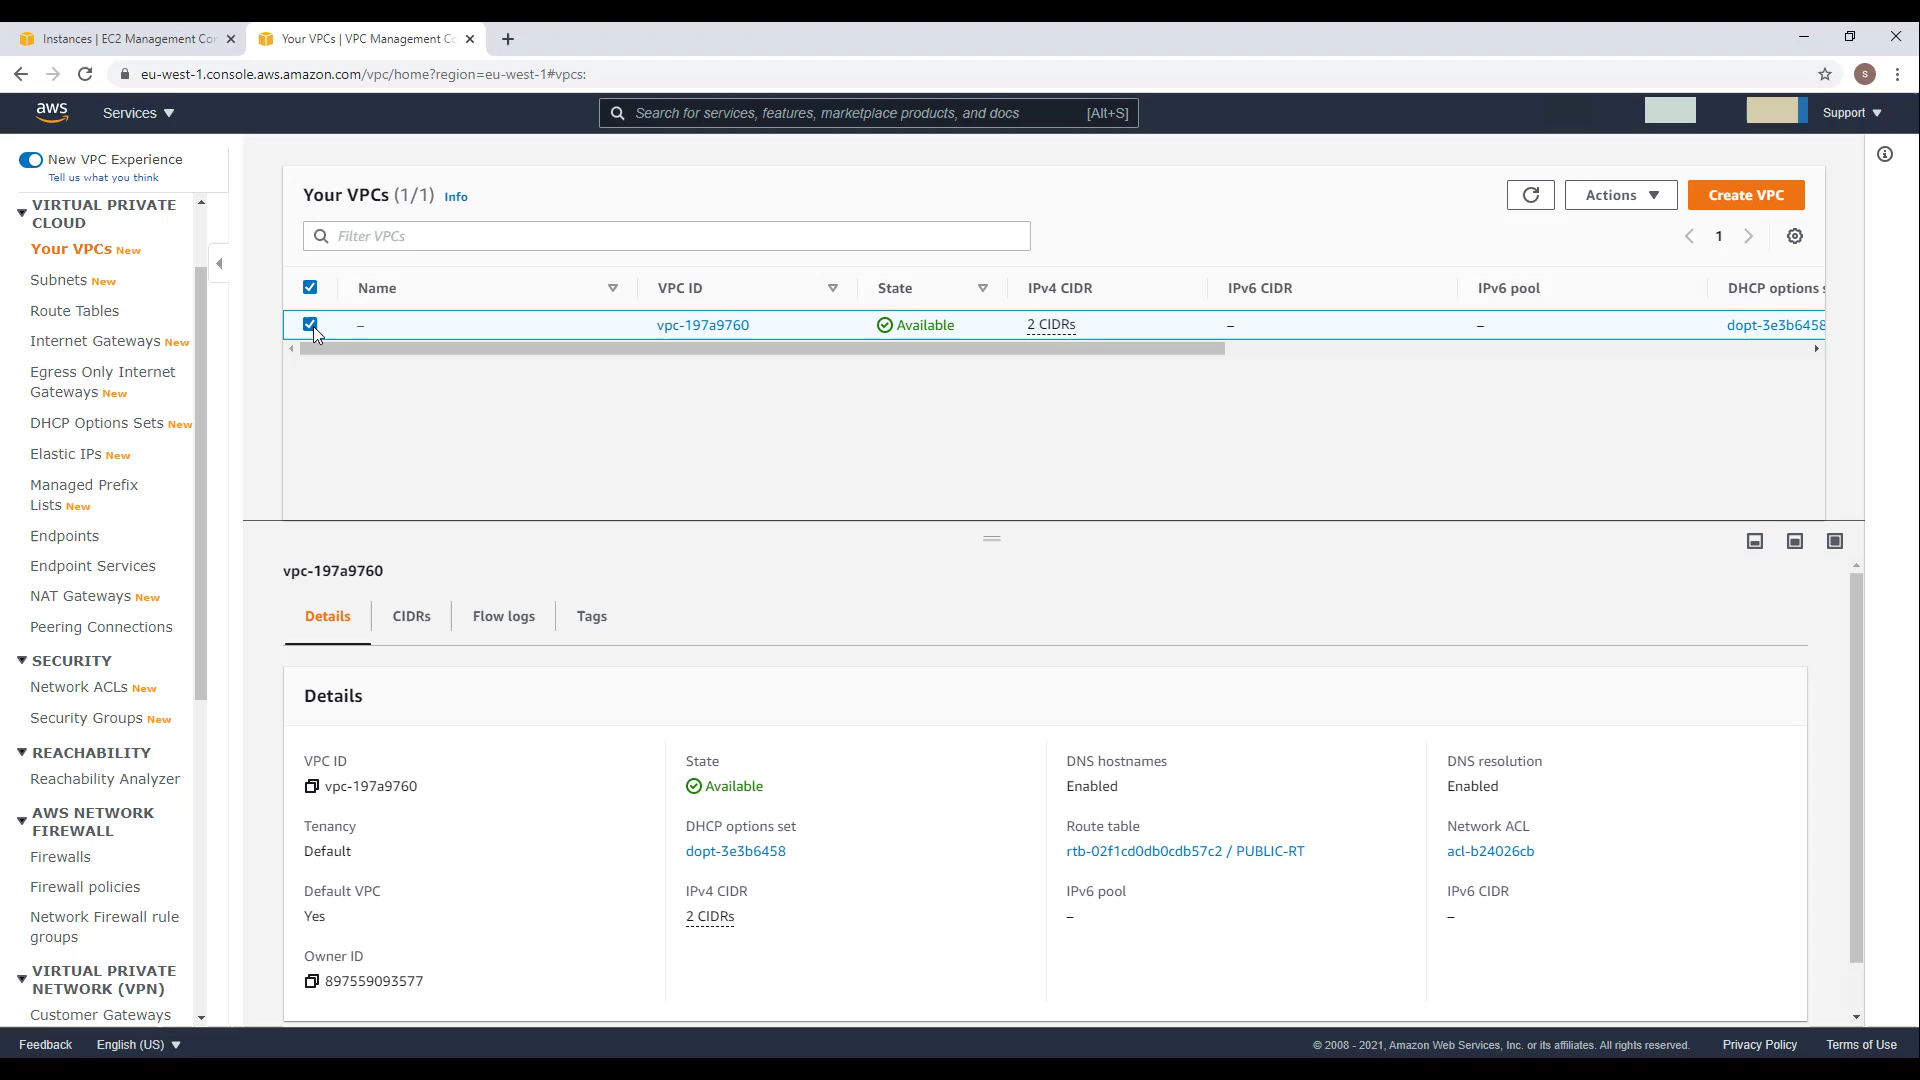 Instances | EC2 Management Con
Your VPCs | VPC Management Co
eu-west-1.console.aws.amazon.com/vpc/home?region=eu-west-1#vpcs:
S
aws
Services
Search for services, features, marketplace products, and docs
[Alt+S]
Support
New VPC Experience
Tell us what you think
VIRTUAL PRIVATE
CLOUD
Your VPCs New
Subnets New
Route Tables
Internet Gateways New
Egress Only Internet
Gateways New
DHCP Options Sets New
Elastic IPs New
Managed Prefix
Lists New
Endpoints
Endpoint Services
NAT Gateways New
Peering Connections
SECURITY
Network ACLs New
Security Groups New
REACHABILITY
Reachability Analyzer
AWS NETWORK
FIREWALL
Firewalls
Firewall policies
Network Firewall rule
groups
VIRTUAL PRIVATE
NETWORK (VPN)
Customer Gateways
Your VPCs (1/1) Info
Actions
Create VPC
Filter VPCs
1
Name VPC ID State IPv4 CIDR IPv6 CIDR IPv6 pool DHCP options s
– vpc-197a9760 Available 2 CIDRs – – dopt-3e3b6458
vpc-197a9760
Details CIDRs Flow logs Tags
Details
VPC ID
vpc-197a9760
State
Available
DNS hostnames
Enabled
DNS resolution
Enabled
Tenancy
Default
DHCP options set
dopt-3e3b6458
Route table
rtb-02f1cd0db0cdb57c2 / PUBLIC-RT
Network ACL
acl-b24026cb
Default VPC
Yes
IPv4 CIDR
2 CIDRs
IPv6 pool
–
IPv6 CIDR
–
Owner ID
897559093577
Feedback
English (US)
© 2008 - 2021, Amazon Web Services, Inc. or its affiliates. All rights reserved.
Privacy Policy
Terms of Use